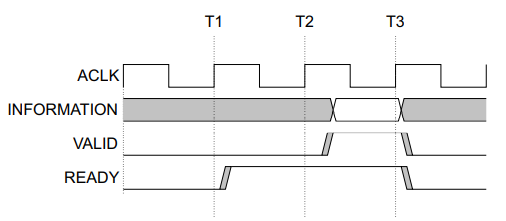 T1 T2 T3
ACLK
INFORMATION
VALID
READY